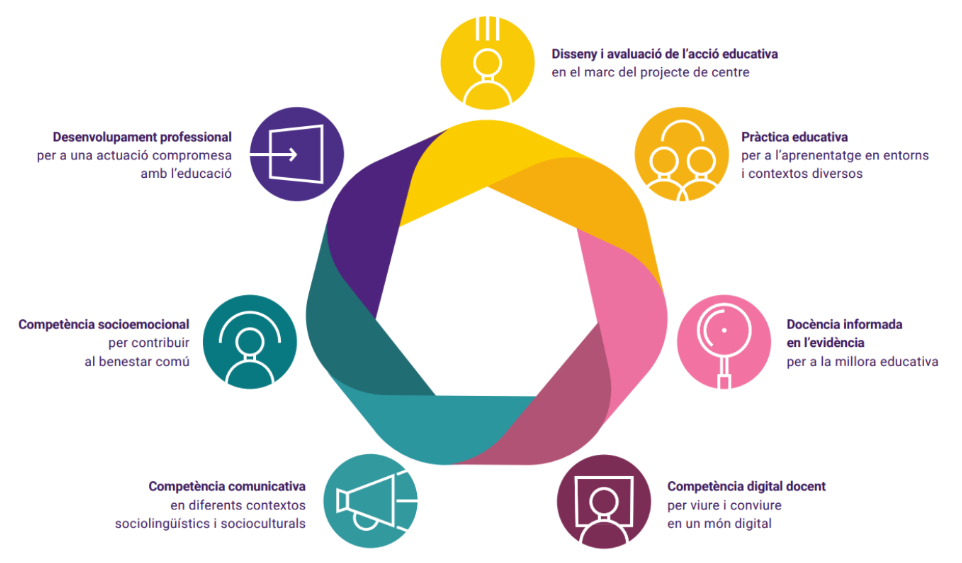 Disseny i avaluació de l'acció educativa
en el marc del projecte de centre
Pràctica educativa
per a l'aprenentatge en entorns
i contextos diversos
Docència informada
en l'evidència
per a la millora educativa
Competència digital docent
per viure i conviure
en un món digital
Competència comunicativa
en diferents contextos
sociolingüístics i socioculturals
Competència socioemocional
per contribuir
al benestar comú
Desenvolupament professional
per a una actuació compromesa
amb l'educació